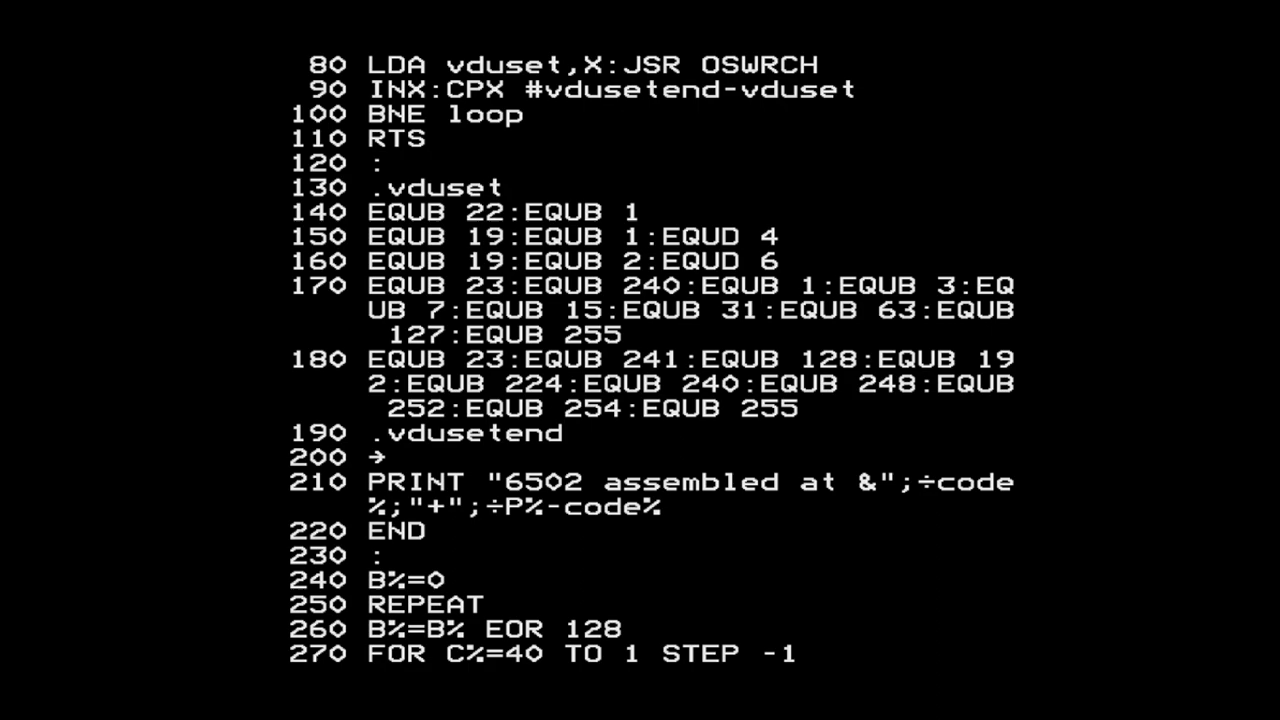 80 LDA vduset,X:JSR OSWRCH
90 INX:CPX #vdusetend-vduset
100 BNE loop
110 RTS
120 :
130 .vduset
140 EQUB 22:EQUB 1
150 EQUB 19:EQUB 1:EQUD 4
160 EQUB 19:EQUB 2:EQUD 6
170 EQUB 23:EQUB 240:EQUB 1:EQUB 3:EQ
UB 7:EQUB 15:EQUB 31:EQUB 63:EQUB
127:EQUB 255
180 EQUB 23:EQUB 241:EQUB 128:EQUB 19
2:EQUB 224:EQUB 240:EQUB 248:EQUB
252:EQUB 254:EQUB 255
190 .vdusetend
200 →
210 PRINT "6502 assembled at &";÷code
%;"+";÷P%-code%
220 END
230 :
240 B%=0
250 REPEAT
260 B%=B% EOR 128
270 FOR C%=40 TO 1 STEP -1